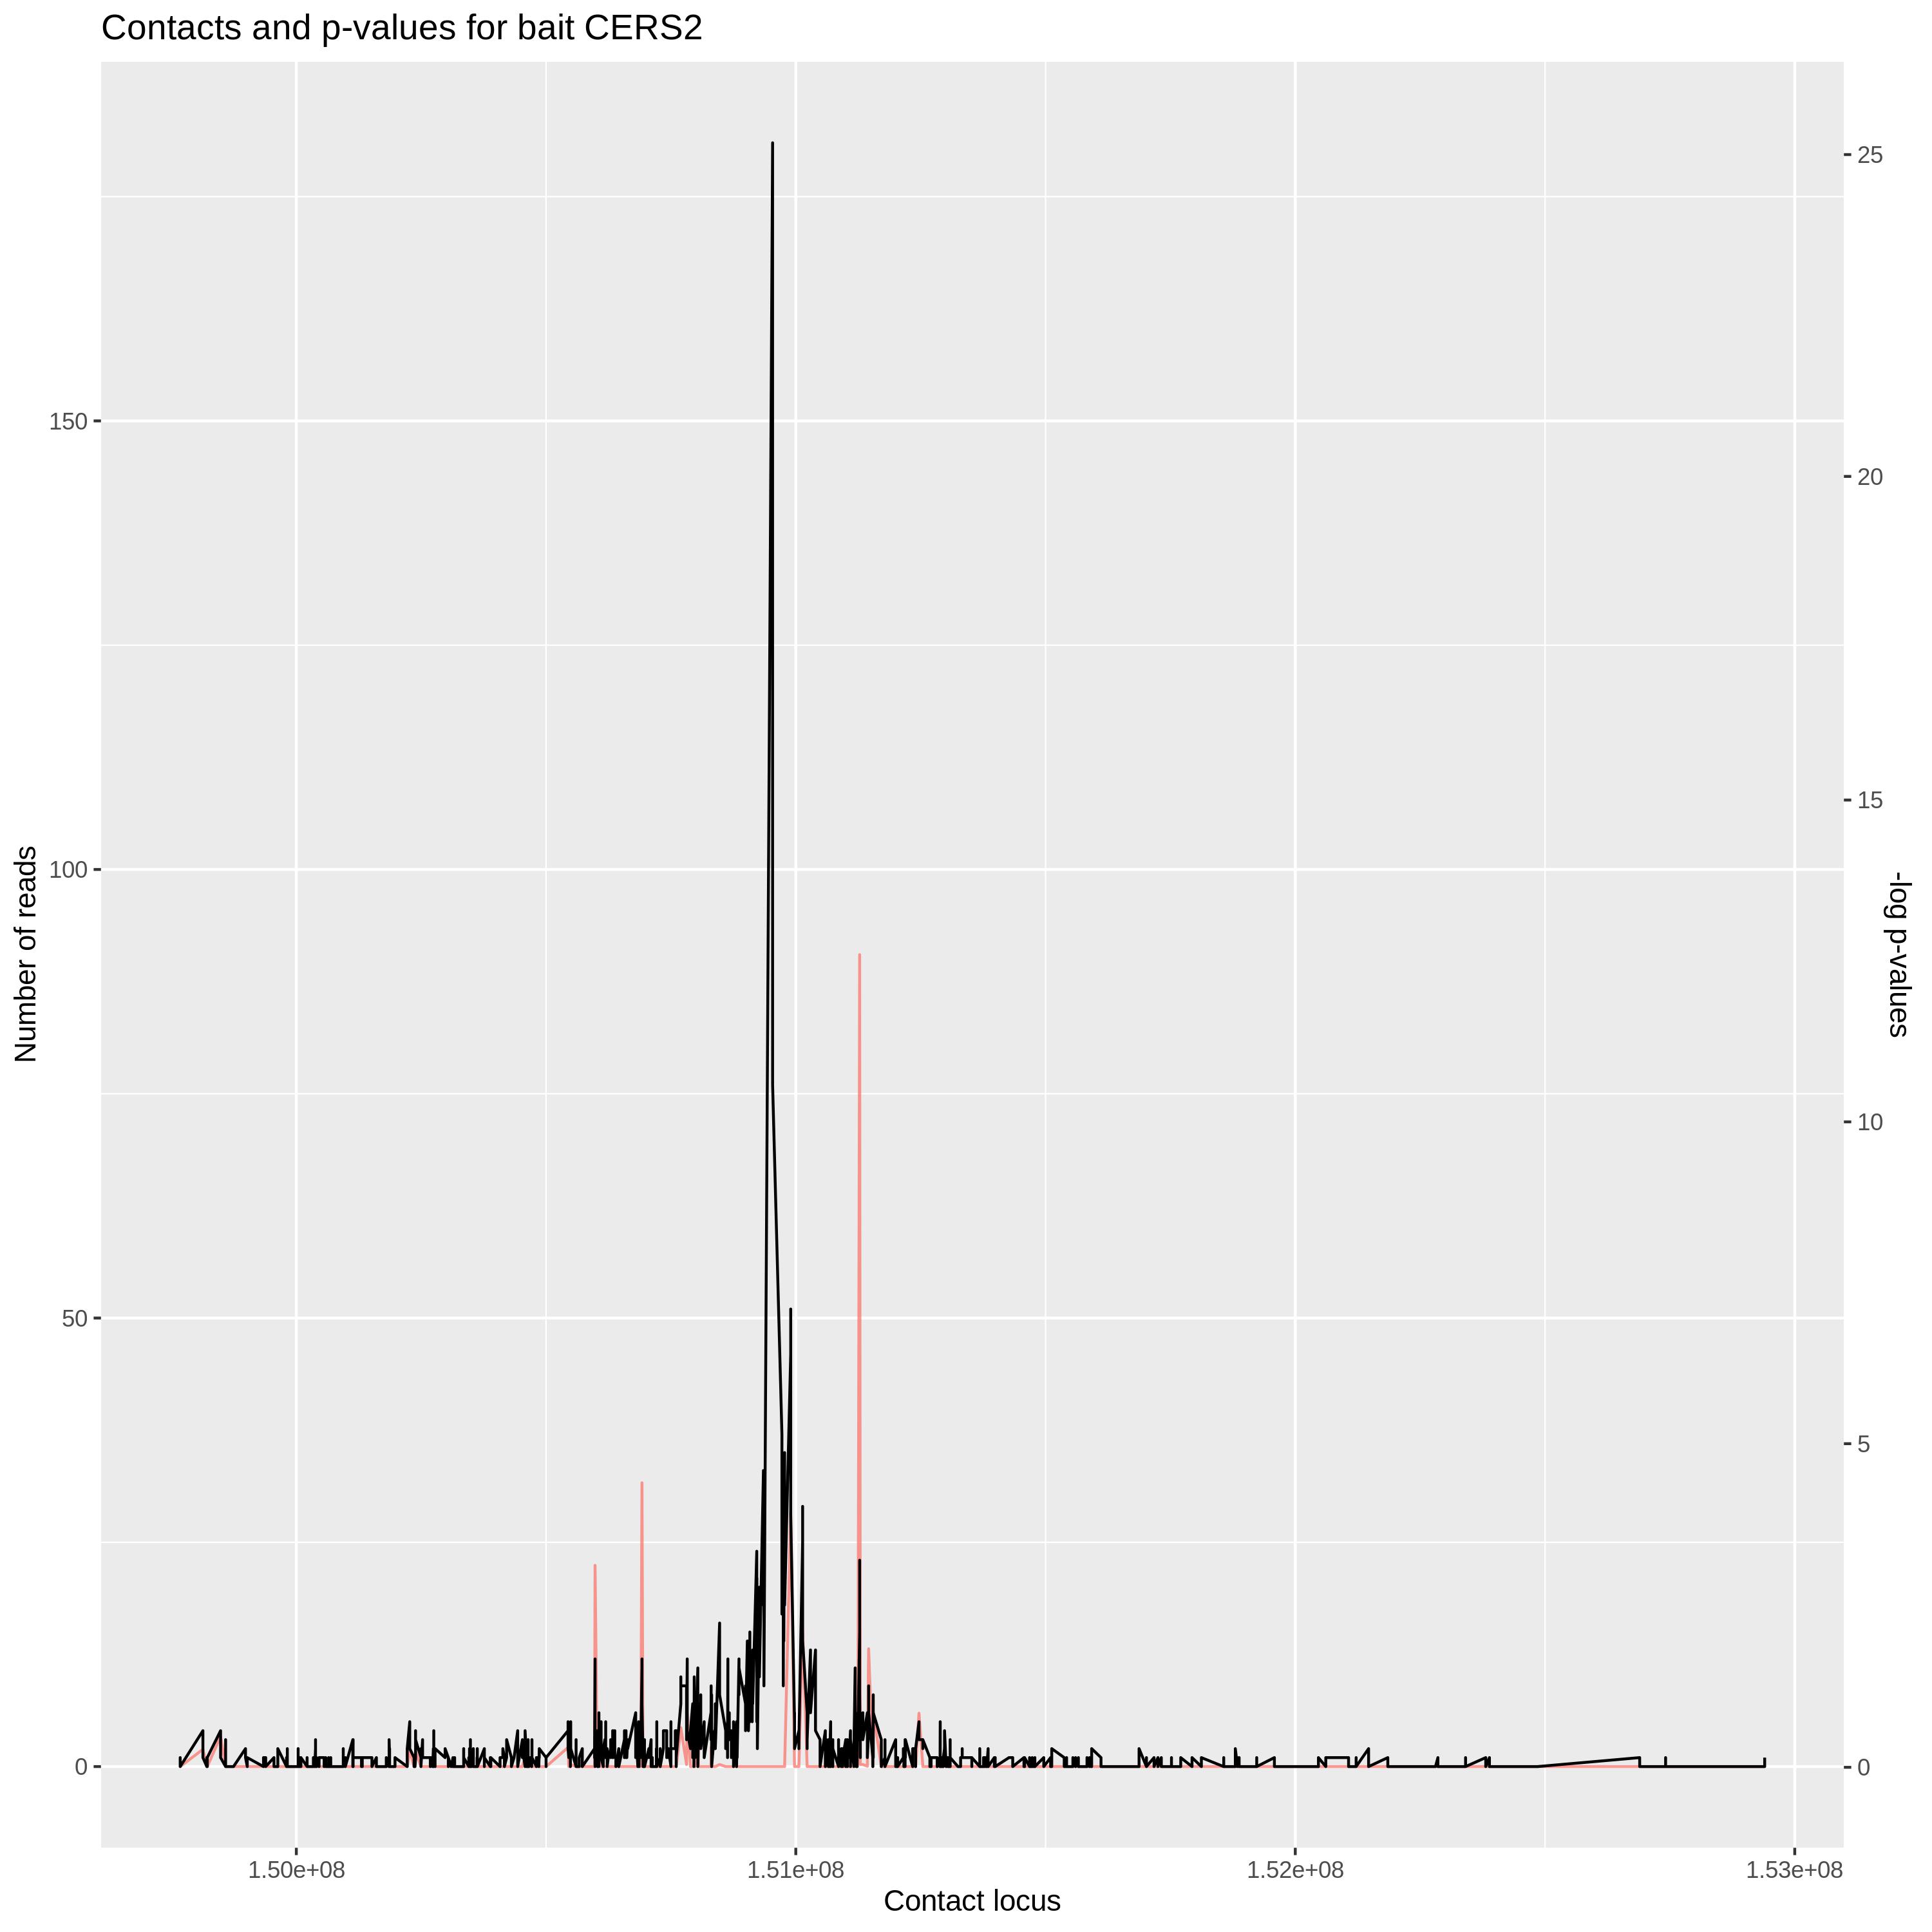 Contacts and p-values for bait CERS2
Number of reads
150
100
50
0
25
20
15
10
5
0
-log p-values
1.50e+08
1.51e+08
1.52e+08
1.53e+08
Contact locus